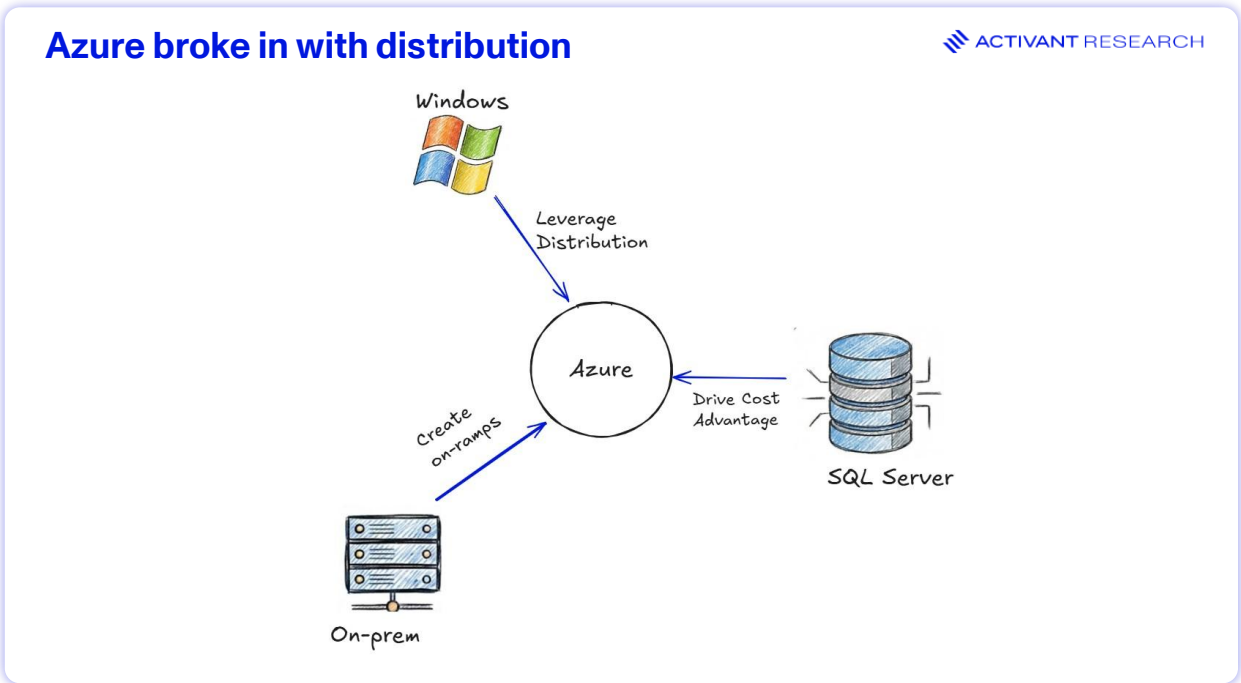 Azure broke in with distribution
ACTIVANT RESEARCH
Windows
Leverage
Distribution
Azure
Drive Cost
Advantage
SQL Server
Create
on-ramps
On-prem